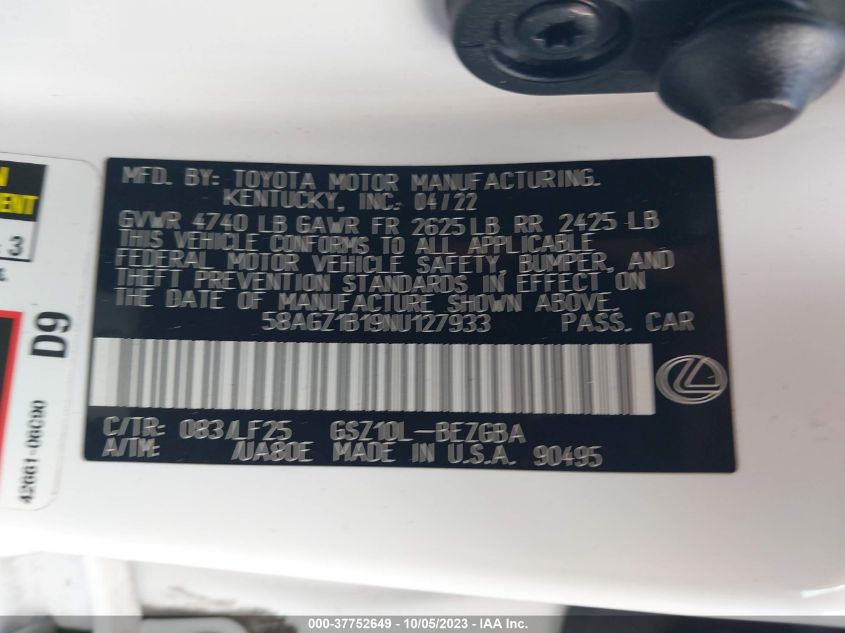 MFD. BY: TOYOTA MOTOR MANUFACTURING.
KENTUCKY, INC. 04/22
GVWR 4740 LB GAWR FR 2625 LB RR 2425 LB
THIS VEHICLE CONFORMS TO ALL APPLICABLE
FEDERAL MOTOR VEHICLE SAFETY, BUMPER, AND
THEFT PREVENTION STANDARDS IN EFFECT ON
THE DATE OF MANUFACTURE SHOWN ABOVE.
58AGZ1B19NU127933 PASS. CAR
C/TR: 083/LF25 GSZ10L-BEZGBA
A/TM: /UA80E MADE IN U.S.A. 90495
3
D9
42661-08C90
000-37752649 - 10/05/2023 - IAA Inc.